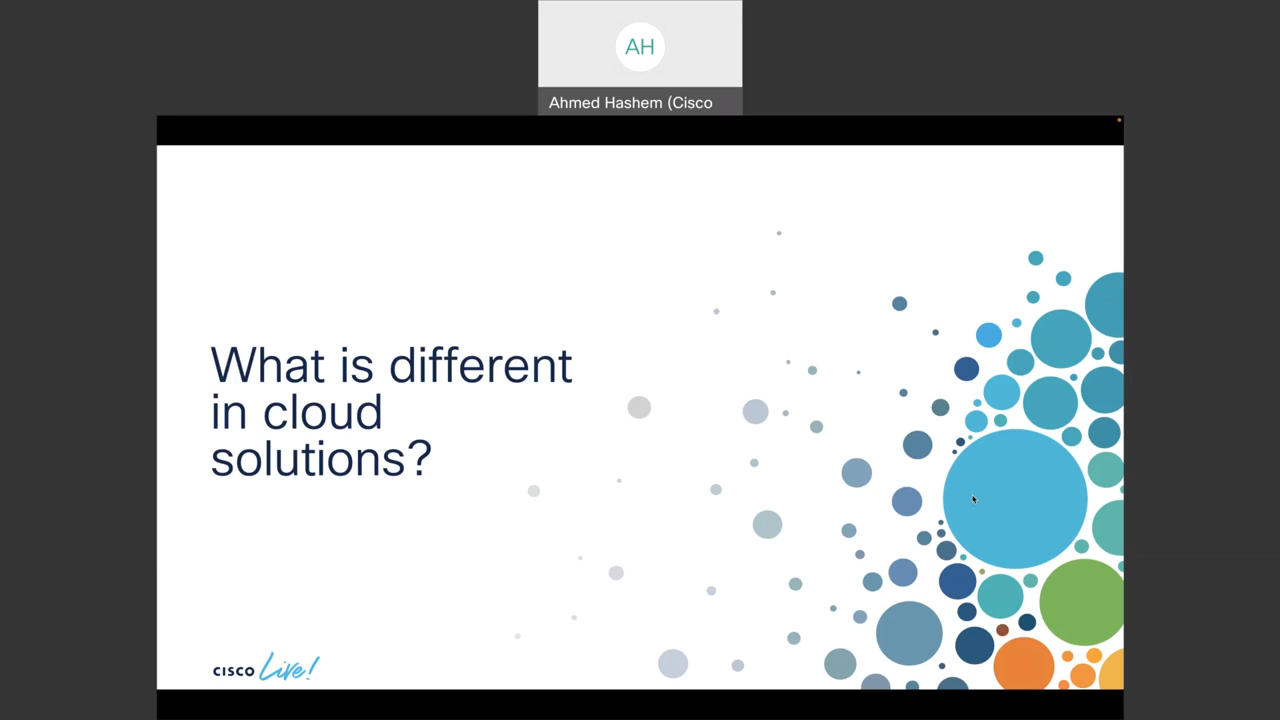 AH
Ahmed Hashem (Cisco
What is different
in cloud
solutions?
CISCO Live!